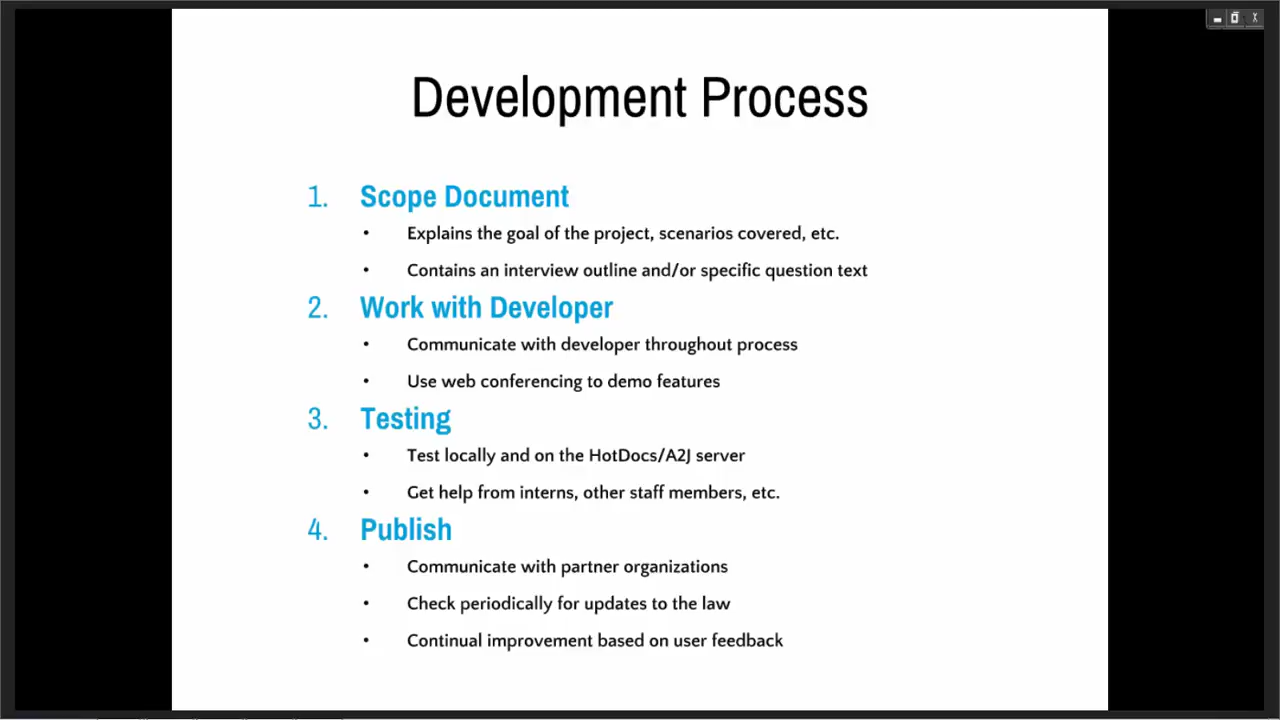 Development Process
1. Scope Document
• Explains the goal of the project, scenarios covered, etc.
• Contains an interview outline and/or specific question text
2. Work with Developer
• Communicate with developer throughout process
• Use web conferencing to demo features
3. Testing
• Test locally and on the HotDocs/A2J server
• Get help from interns, other staff members, etc.
4. Publish
• Communicate with partner organizations
• Check periodically for updates to the law
• Continual improvement based on user feedback